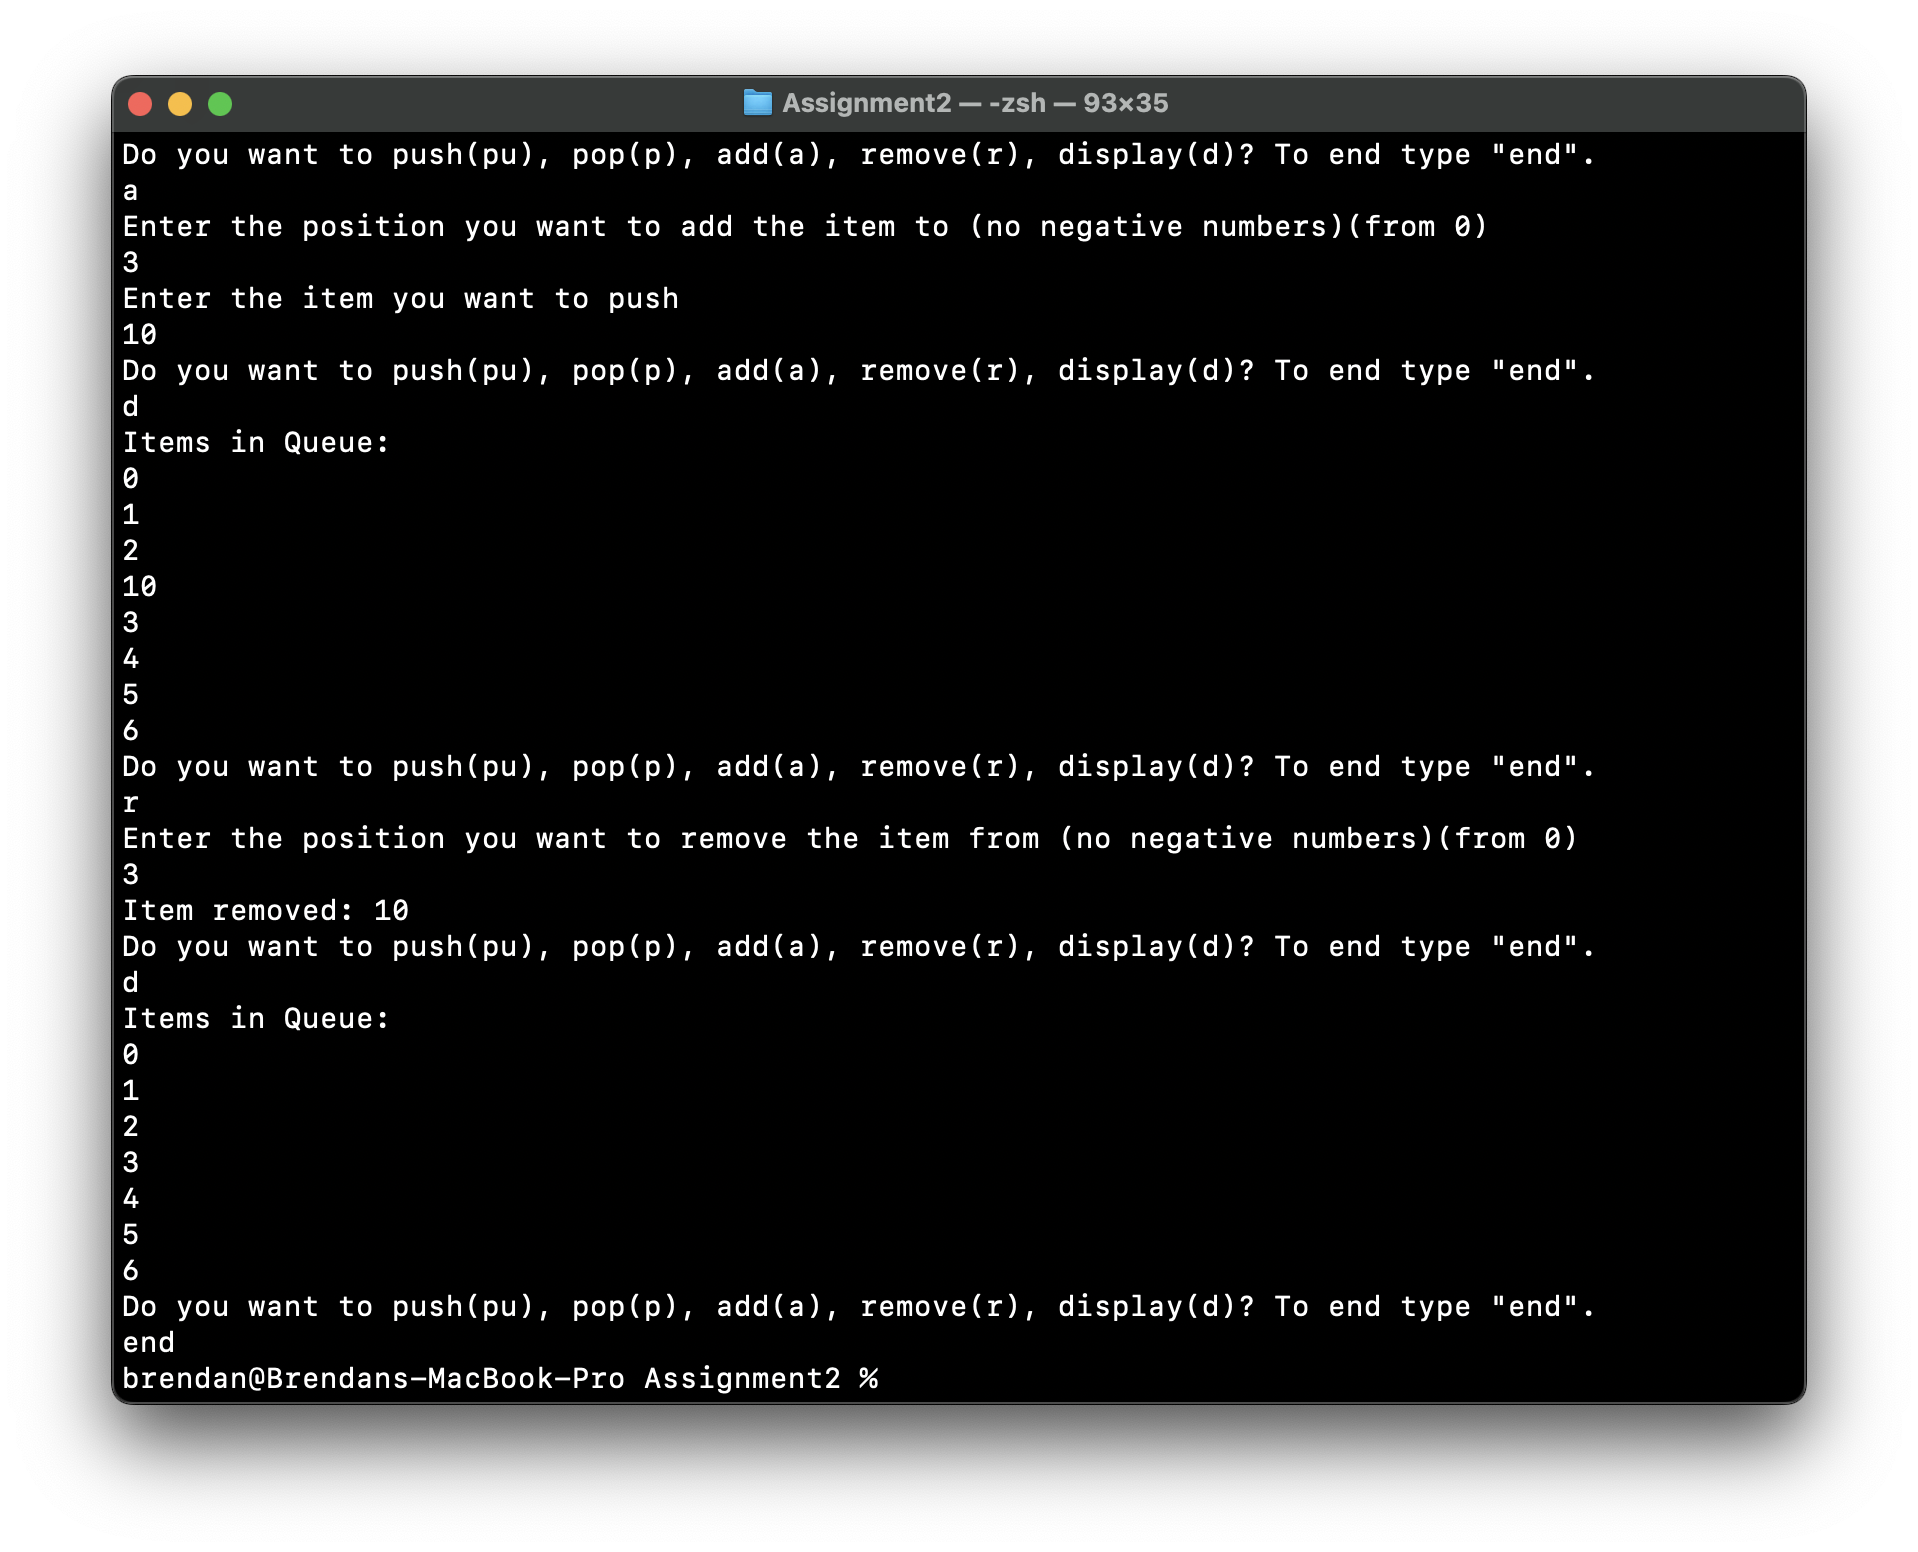 Assignment2 — -zsh — 93×35
Do you want to push(pu), pop(p), add(a), remove(r), display(d)? To end type "end".
a
Enter the position you want to add the item to (no negative numbers)(from 0)
3
Enter the item you want to push
10
Do you want to push(pu), pop(p), add(a), remove(r), display(d)? To end type "end".
d
Items in Queue:
0
1
2
10
3
4
5
6
Do you want to push(pu), pop(p), add(a), remove(r), display(d)? To end type "end".
r
Enter the position you want to remove the item from (no negative numbers)(from 0)
3
Item removed: 10
Do you want to push(pu), pop(p), add(a), remove(r), display(d)? To end type "end".
d
Items in Queue:
0
1
2
3
4
5
6
Do you want to push(pu), pop(p), add(a), remove(r), display(d)? To end type "end".
end
brendan@Brendans-MacBook-Pro Assignment2 %